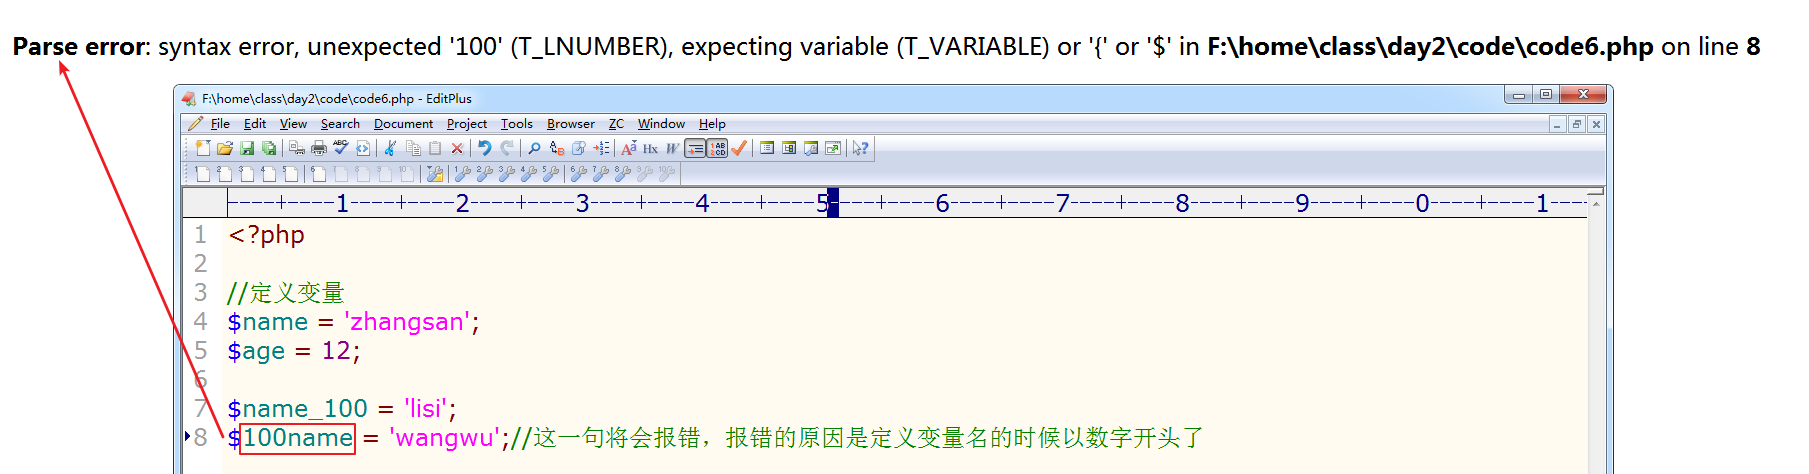 Parse error: syntax error, unexpected '100' (T_LNUMBER), expecting variable (T_VARIABLE) or '{' or '$' in F:\home\class\day2\code\code6.php on line 8
F:\home\class\day2\code\code6.php - EditPlus
File Edit View Search Document Project Tools Browser ZC Window Help
----+----1----+----2----+----3----+----4----+----5----+----6----+----7----+----8----+----9----+----0----+----1--
1 <?php
2
3 //定义变量
4 $name = 'zhangsan';
5 $age = 12;
6
7 $name_100 = 'lisi';
8 $100name = 'wangwu';//这一句将会报错，报错的原因是定义变量名的时候以数字开头了